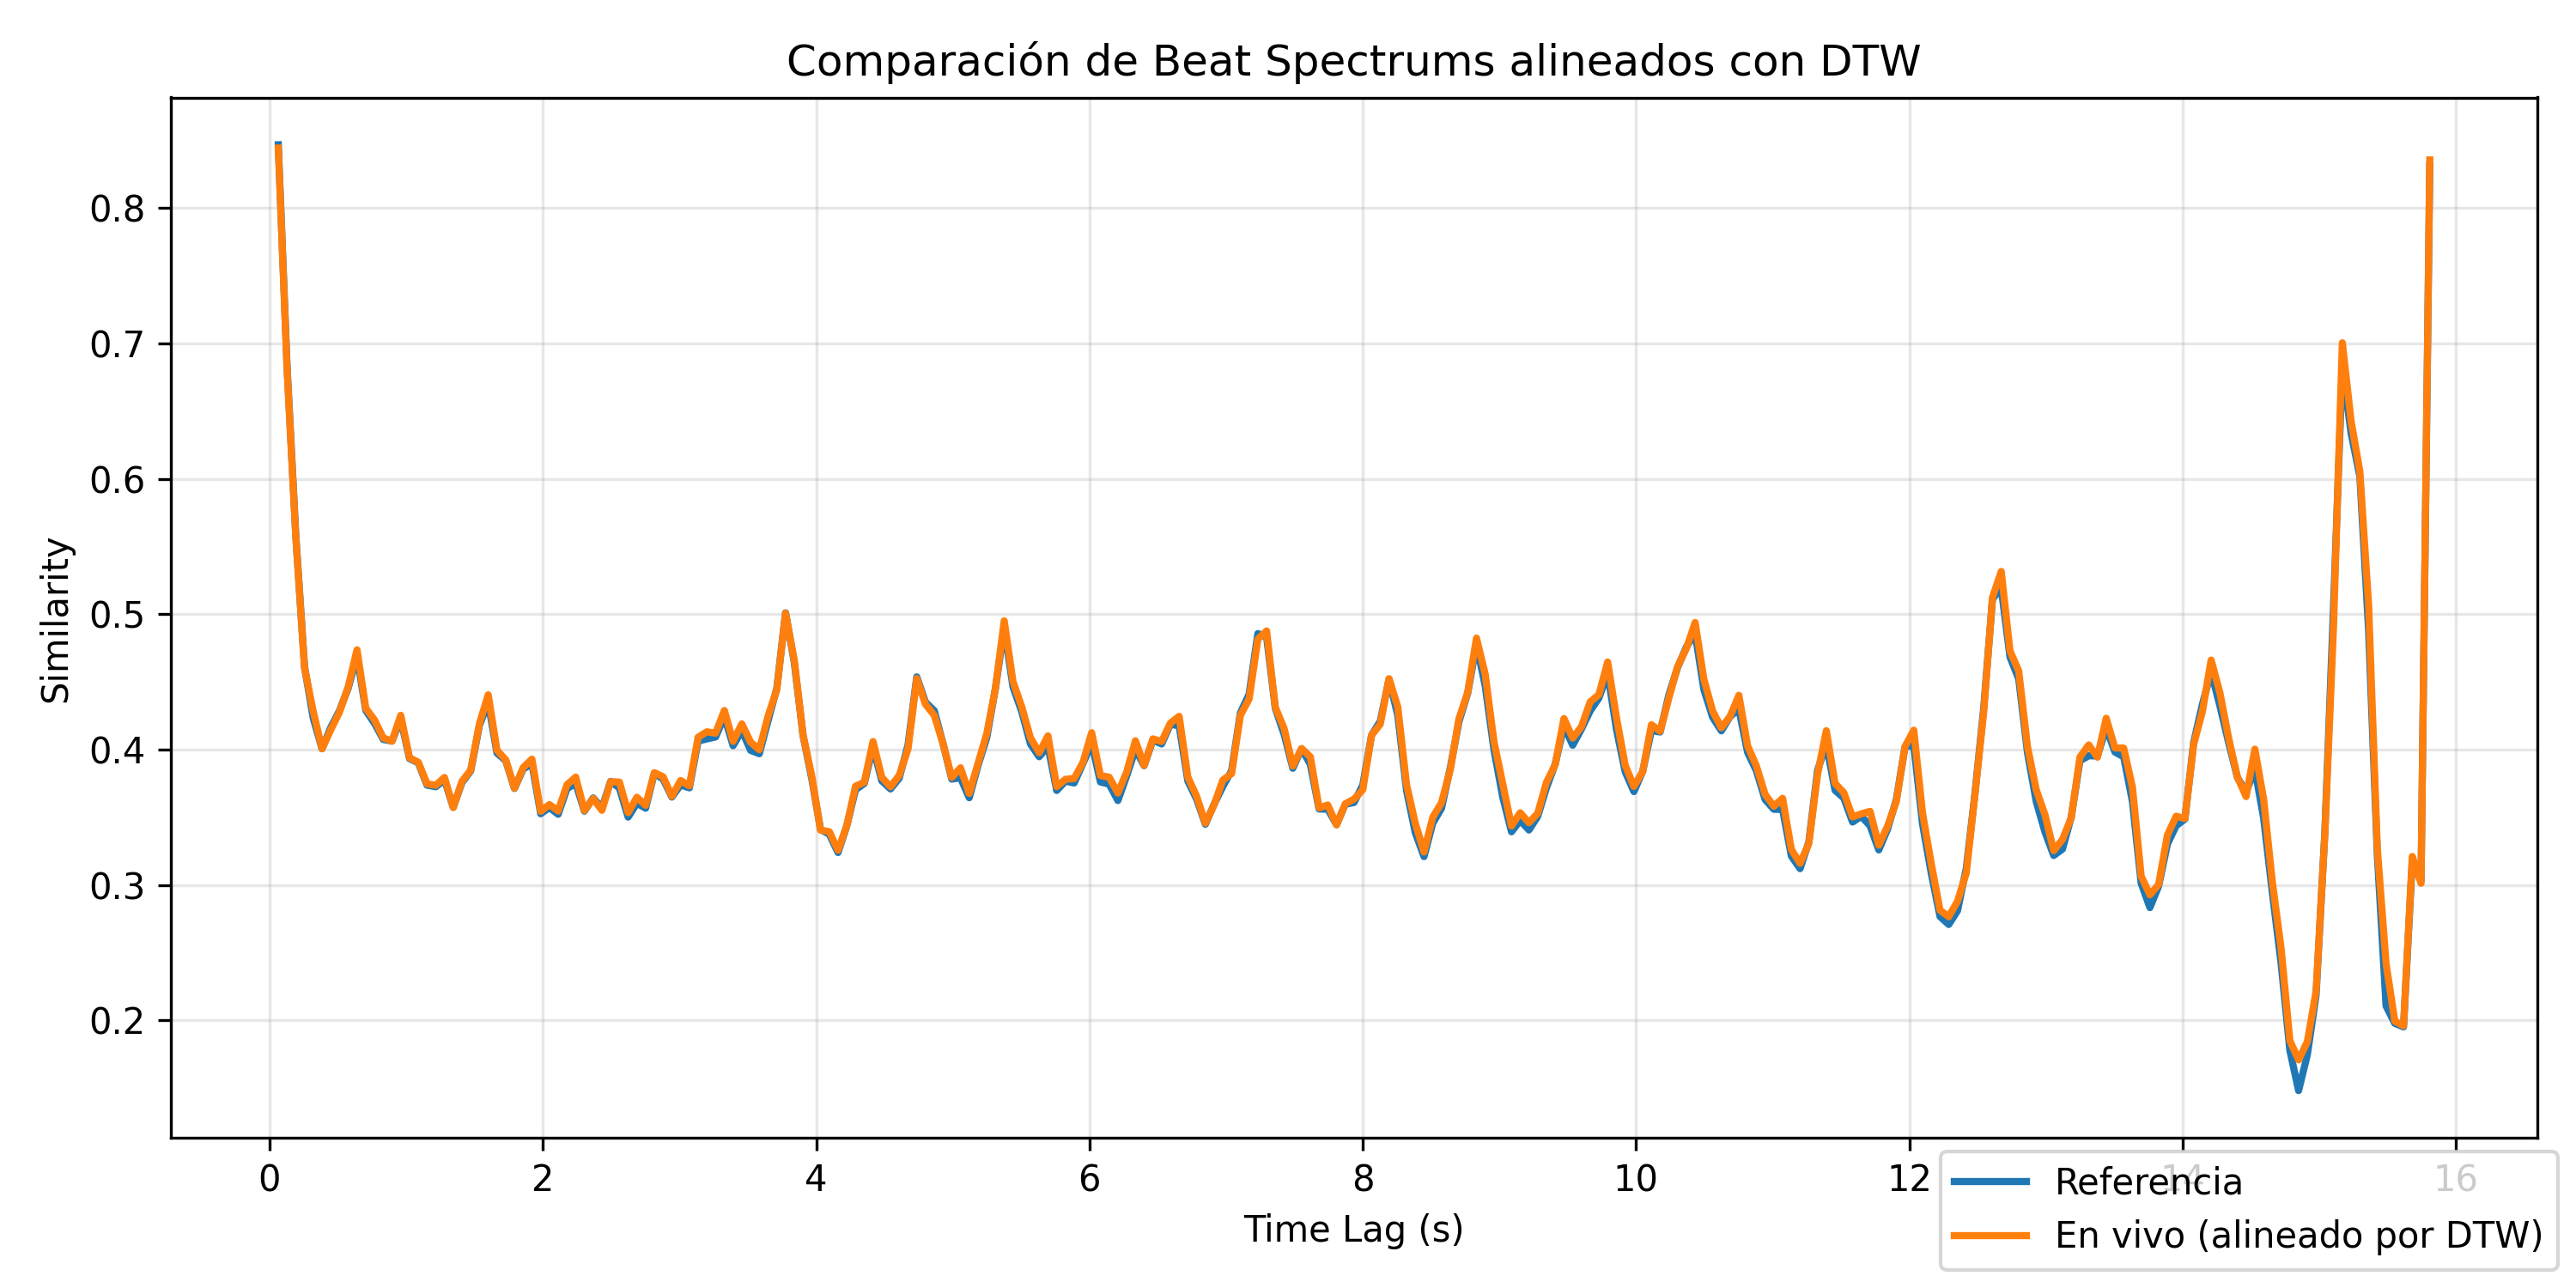 Comparación de Beat Spectrums alineados con DTW
Similarity
0.8
0.7
0.6
0.5
0.4
0.3
0.2
0 2 4 6 8 10 12 14 16
Time Lag (s)
Referencia
En vivo (alineado por DTW)